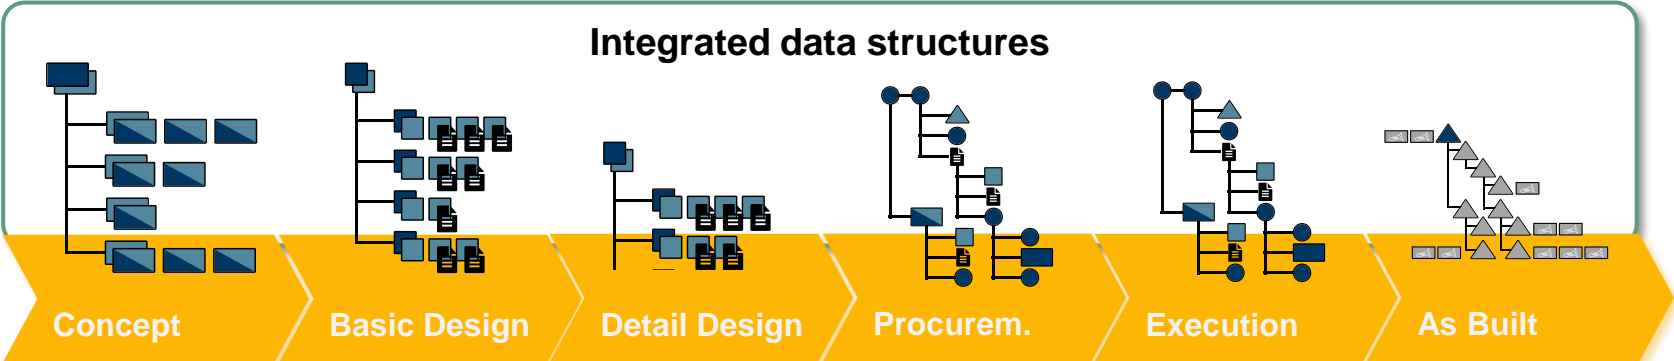 Integrated data structures
Concept
Basic Design
Detail Design
Procurem.
Execution
As Built